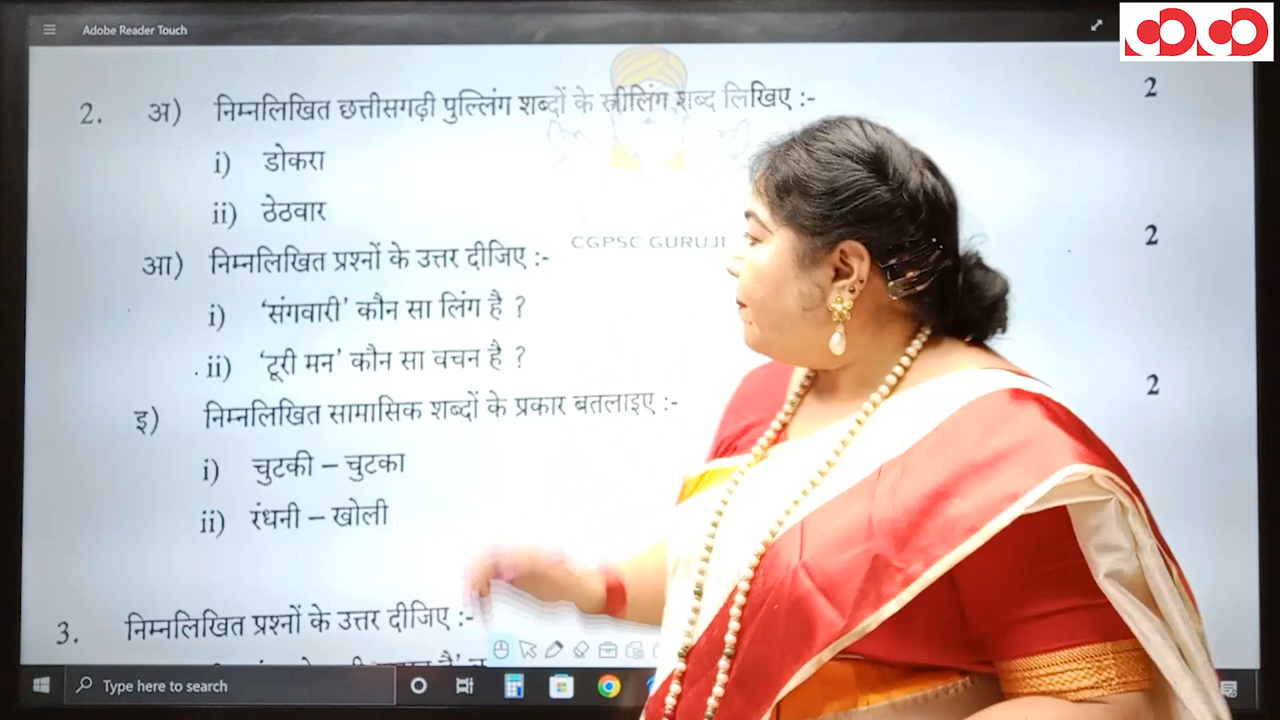 Adobe Reader Touch
2. अ) निम्नलिखित छत्तीसगढ़ी पुल्लिंग शब्दों के स्त्रीलिंग शब्द लिखिए :- 2
i) डोकरा
ii) ठेठवार
CGPSC GURUJI
आ) निम्नलिखित प्रश्नों के उत्तर दीजिए :- 2
i) ‘संगवारी’ कौन सा लिंग है ?
ii) ‘टूरी मन’ कौन सा वचन है ?
इ) निम्नलिखित सामासिक शब्दों के प्रकार बतलाइए :- 2
i) चुटकी – चुटका
ii) रंधनी – खोली
3. निम्नलिखित प्रश्नों के उत्तर दीजिए :-
Type here to search